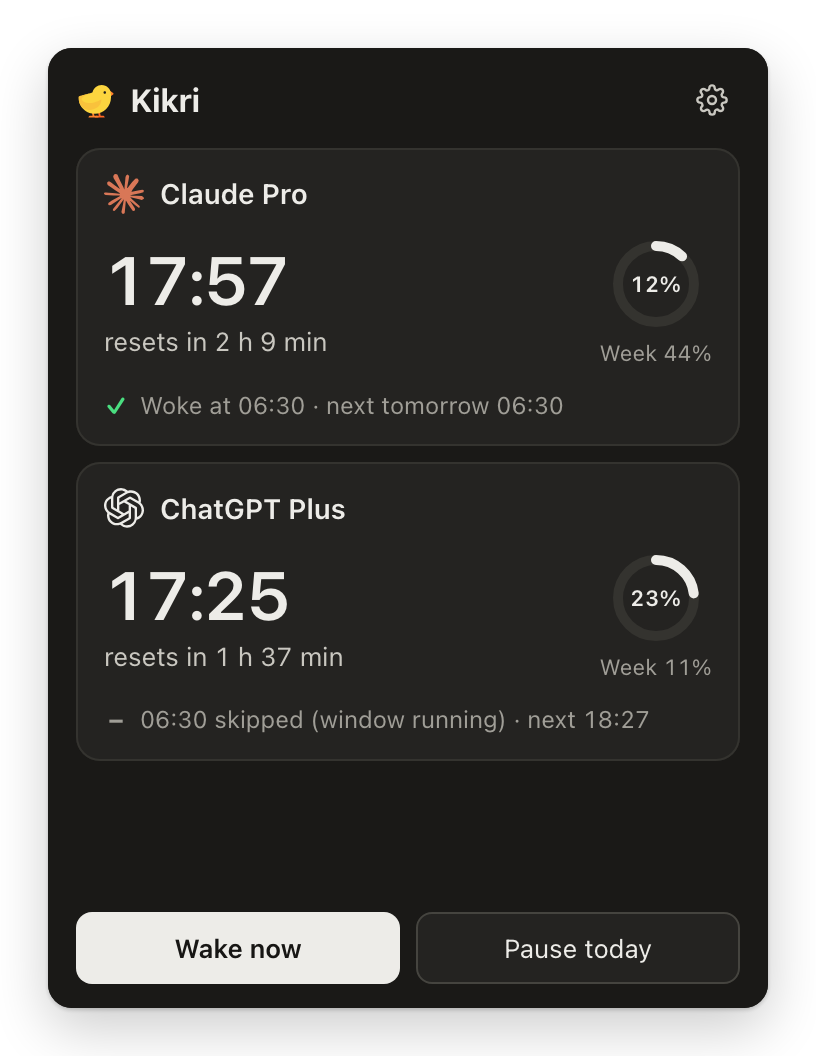 Kikri
Claude Pro
17:57
resets in 2 h 9 min
12%
Week 44%
Woke at 06:30 · next tomorrow 06:30
ChatGPT Plus
17:25
resets in 1 h 37 min
23%
Week 11%
06:30 skipped (window running) · next 18:27
Wake now
Pause today